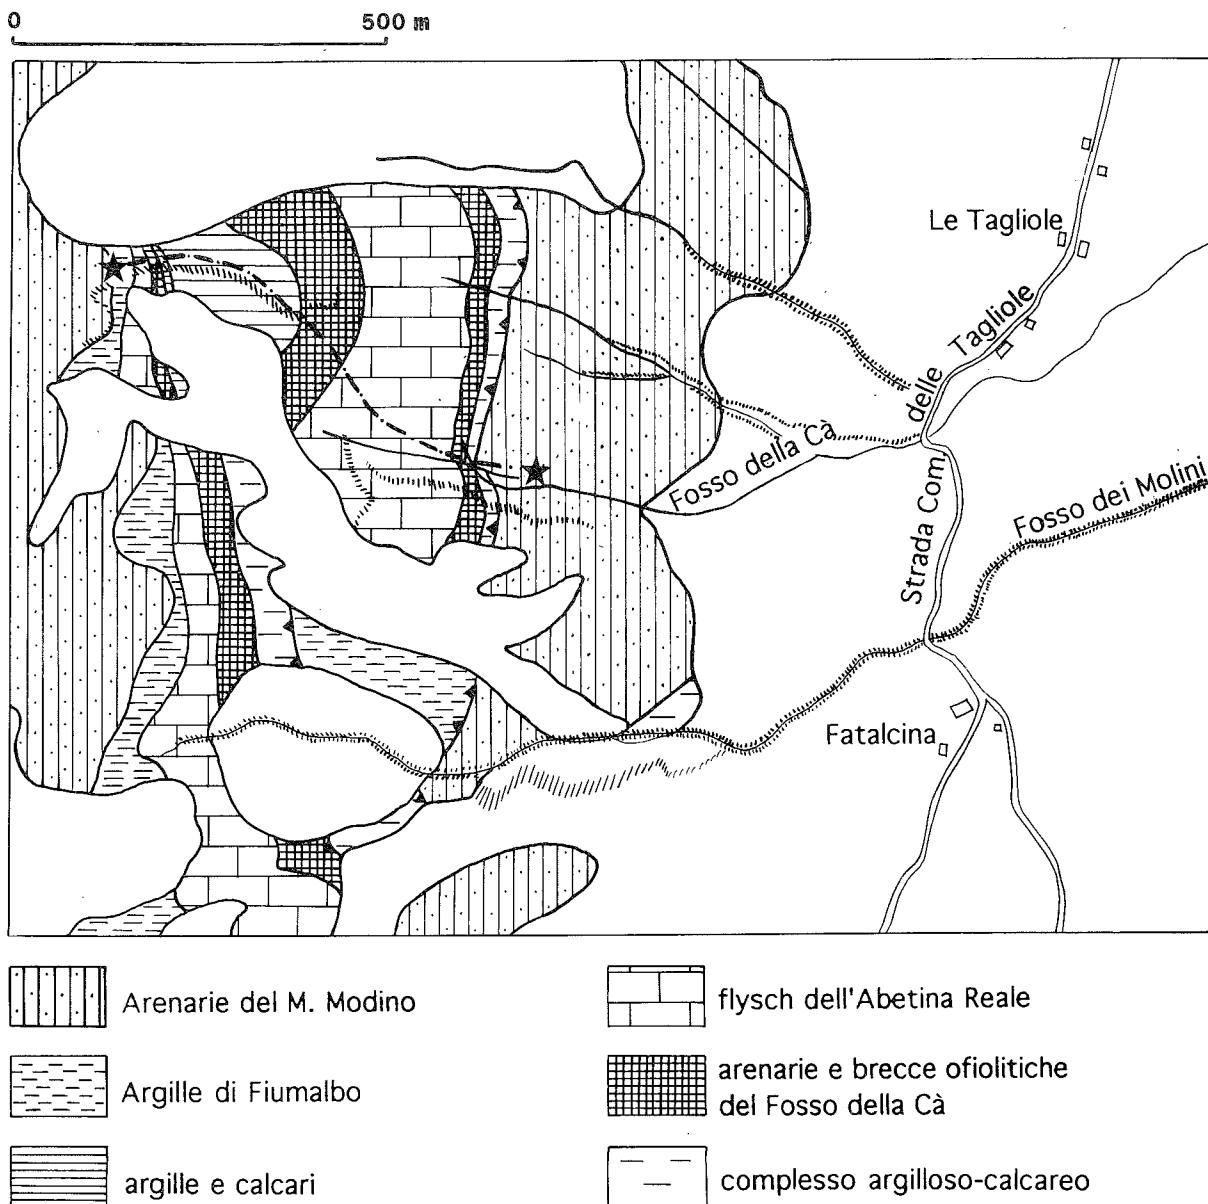 0
500 m
Le Tagliole
Strada Com. delle Tagliole
Fosso della Cà
Fosso dei Molini
Fatalcina
Arenarie del M. Modino
flysch dell'Abetina Reale
Argille di Fiumalbo
arenarie e brecce ofiolitiche
del Fosso della Cà
argille e calcari
complesso argilloso-calcareo